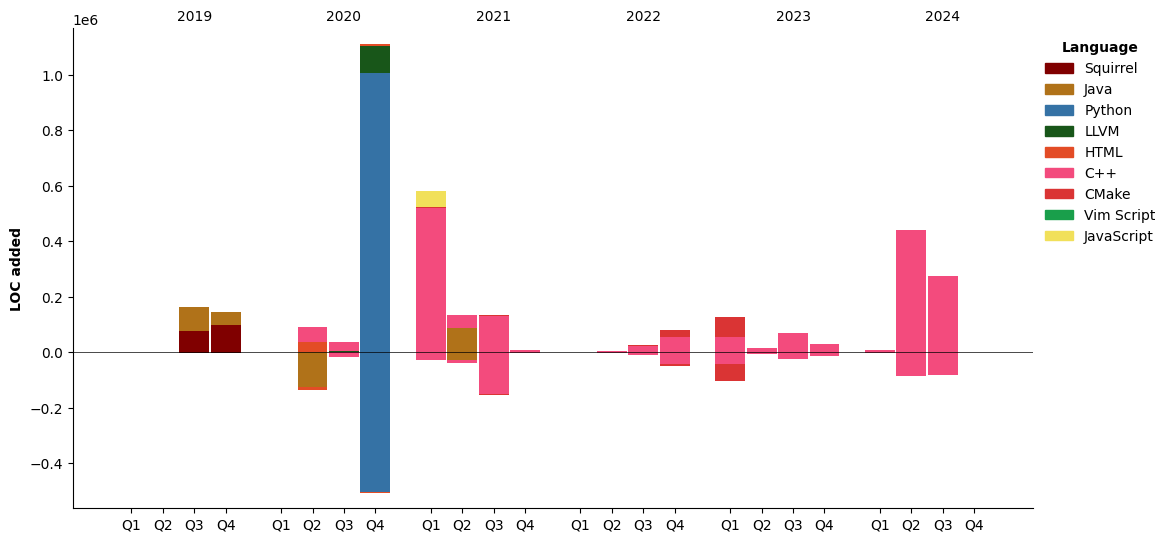 1e6
2019 2020 2021 2022 2023 2024
LOC added
1.0
0.8
0.6
0.4
0.2
0.0
−0.2
−0.4
Q1 Q2 Q3 Q4 Q1 Q2 Q3 Q4 Q1 Q2 Q3 Q4 Q1 Q2 Q3 Q4 Q1 Q2 Q3 Q4 Q1 Q2 Q3 Q4
Language
Squirrel
Java
Python
LLVM
HTML
C++
CMake
Vim Script
JavaScript